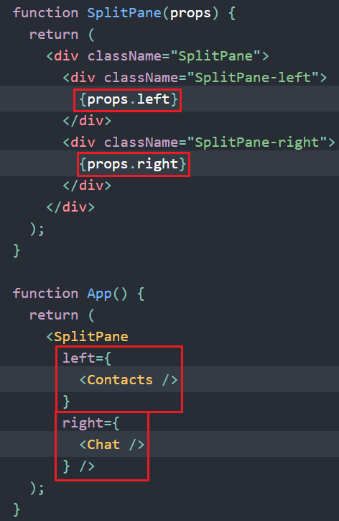 function SplitPane(props) {
  return (
    <div className="SplitPane">
      <div className="SplitPane-left">
        {props.left}
      </div>
      <div className="SplitPane-right">
        {props.right}
      </div>
    </div>
  );
}

function App() {
  return (
    <SplitPane
      left={
        <Contacts />
      }
      right={
        <Chat />
      } />
  );
}